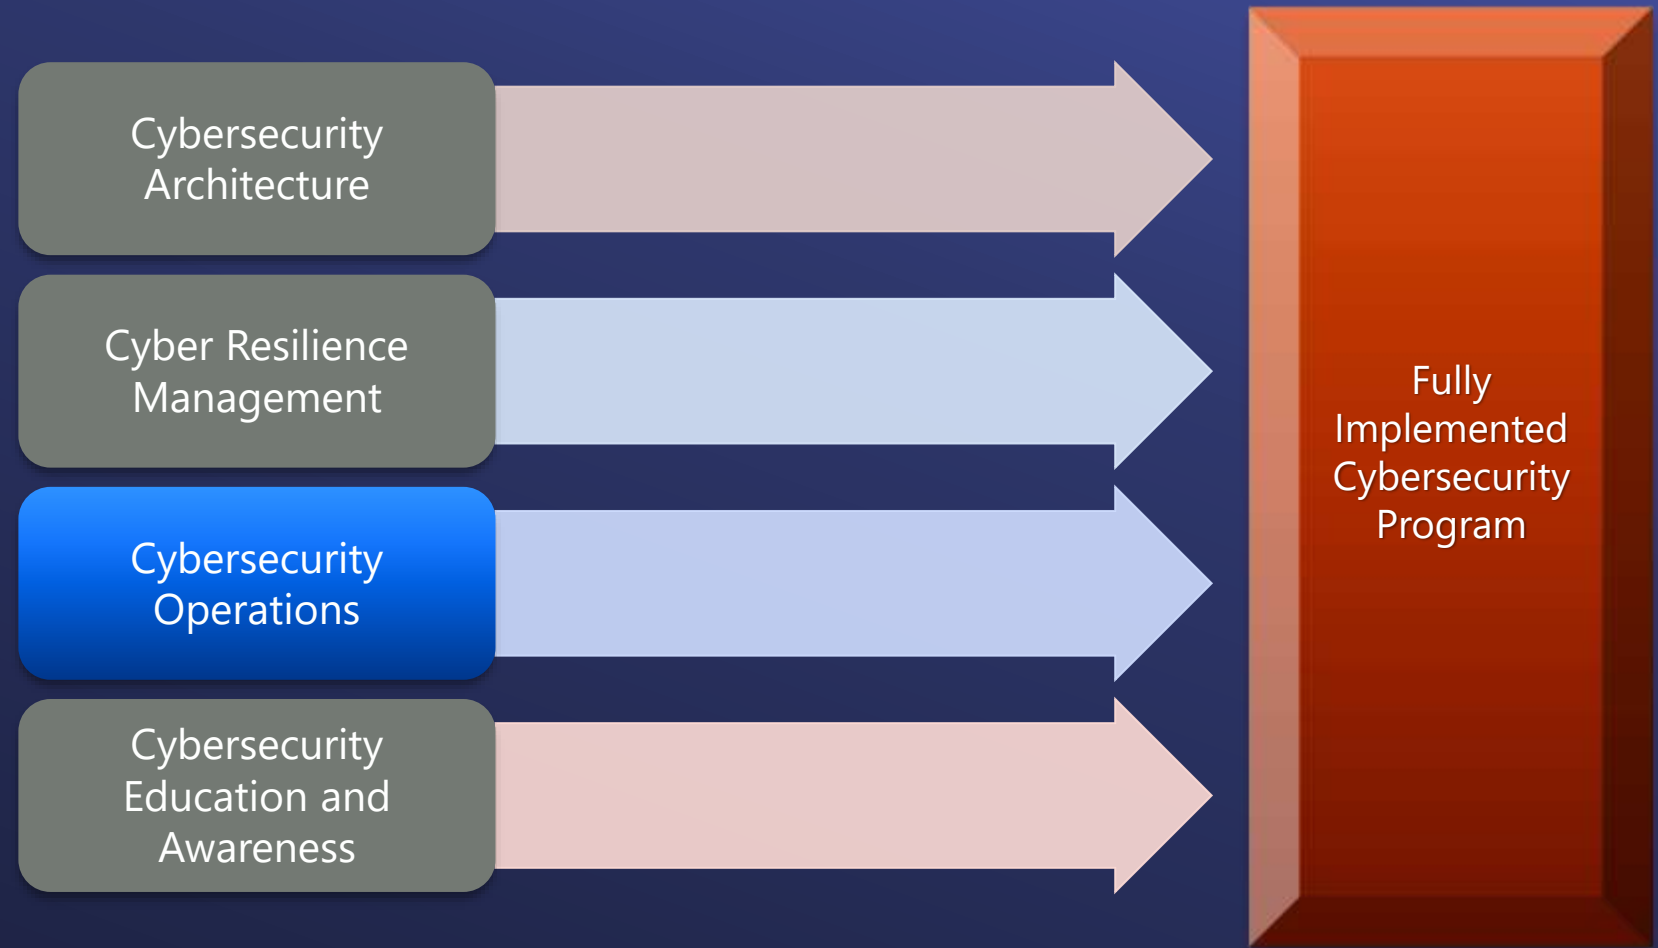 Cybersecurity
Architecture
Cyber Resilience
Management
Cybersecurity
Operations
Cybersecurity
Education and
Awareness
Fully
Implemented
Cybersecurity
Program